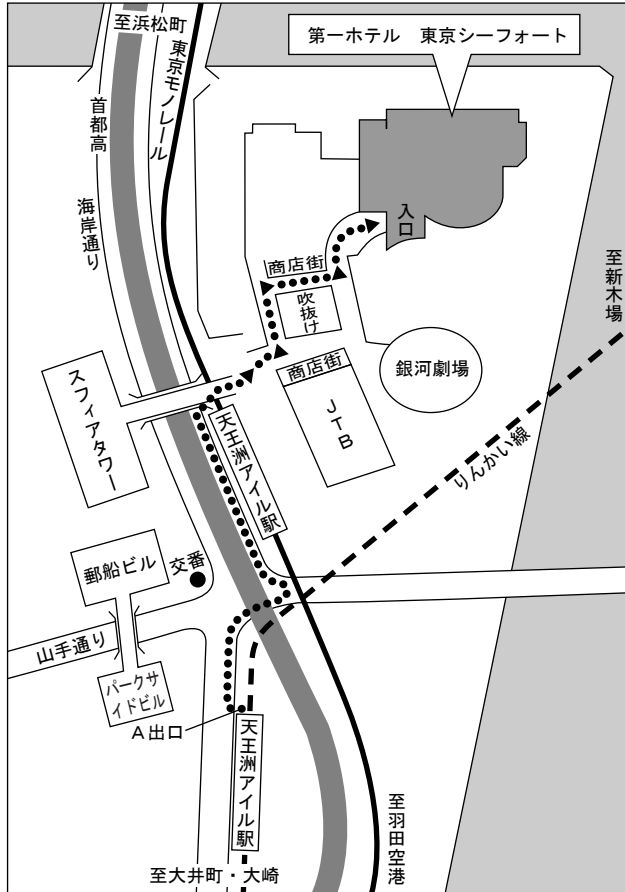 至浜松町
第一ホテル 東京シーフォート
東京モノレール
首都高
海岸通り
入口
商店街
吹抜け
至新木場
商店街
銀河劇場
JTB
スフィアタワー
天王洲アイル駅
りんかい線
郵船ビル
交番
山手通り
パークサ
イドビル
A出口
天王洲アイル駅
至羽田空港
至大井町・大崎